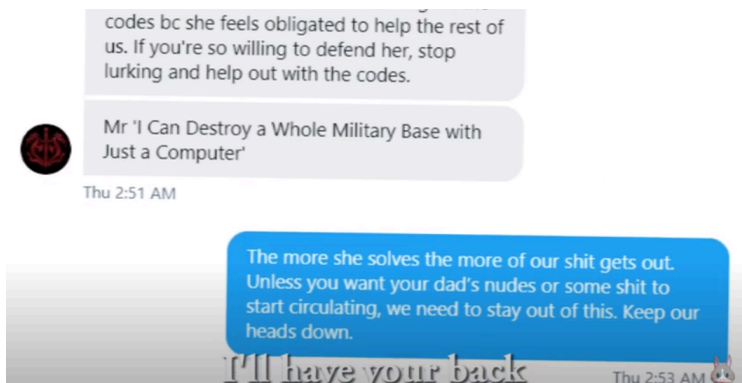 codes bc she feels obligated to help the rest of
us. If you're so willing to defend her, stop
lurking and help out with the codes.
Mr 'I Can Destroy a Whole Military Base with
Just a Computer'
Thu 2:51 AM
The more she solves the more of our shit gets out.
Unless you want your dad's nudes or some shit to
start circulating, we need to stay out of this. Keep our
heads down.
I'll have your back
Thu 2:53 AM